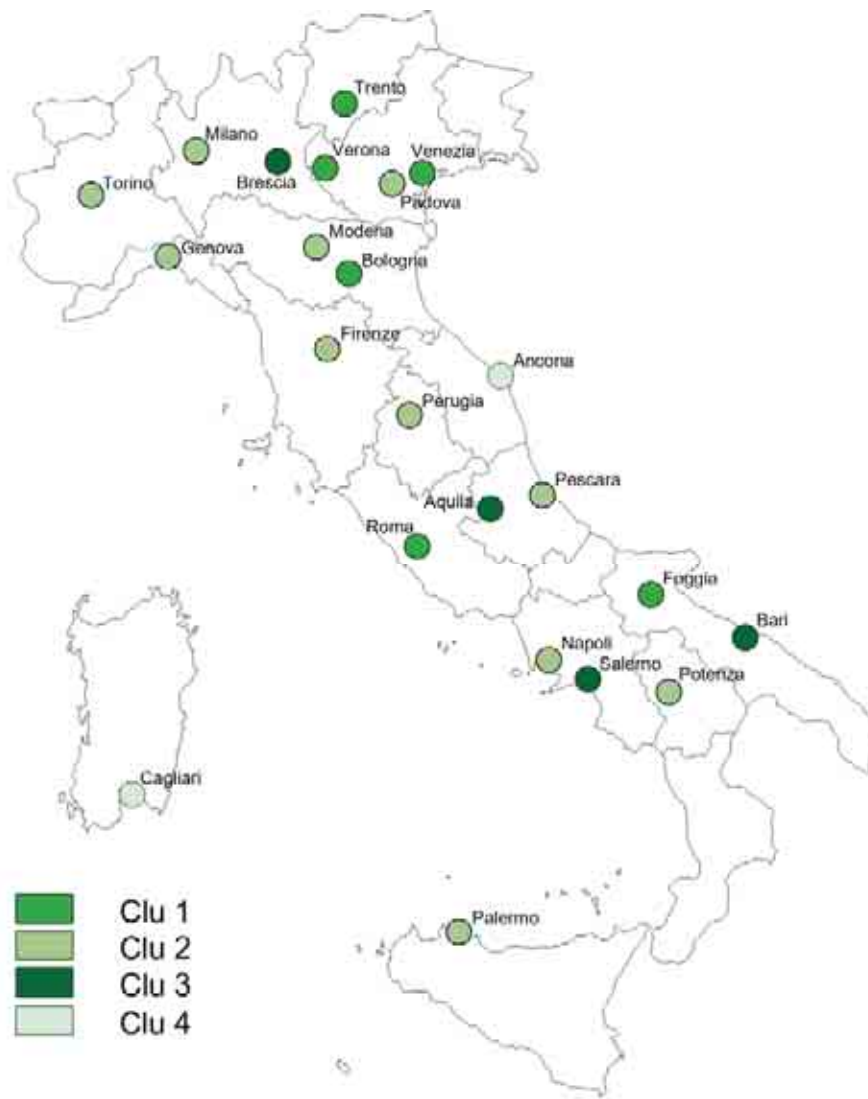 Trento
Milano
Verona
Venezia
Brescia
Torino
Padova
Modena
Genova
Bologna
Firenze
Ancona
Perugia
Pescara
Aquila
Roma
Foggia
Bari
Napoli
Salerno
Potenza
Cagliari
Palermo
Clu 1
Clu 2
Clu 3
Clu 4